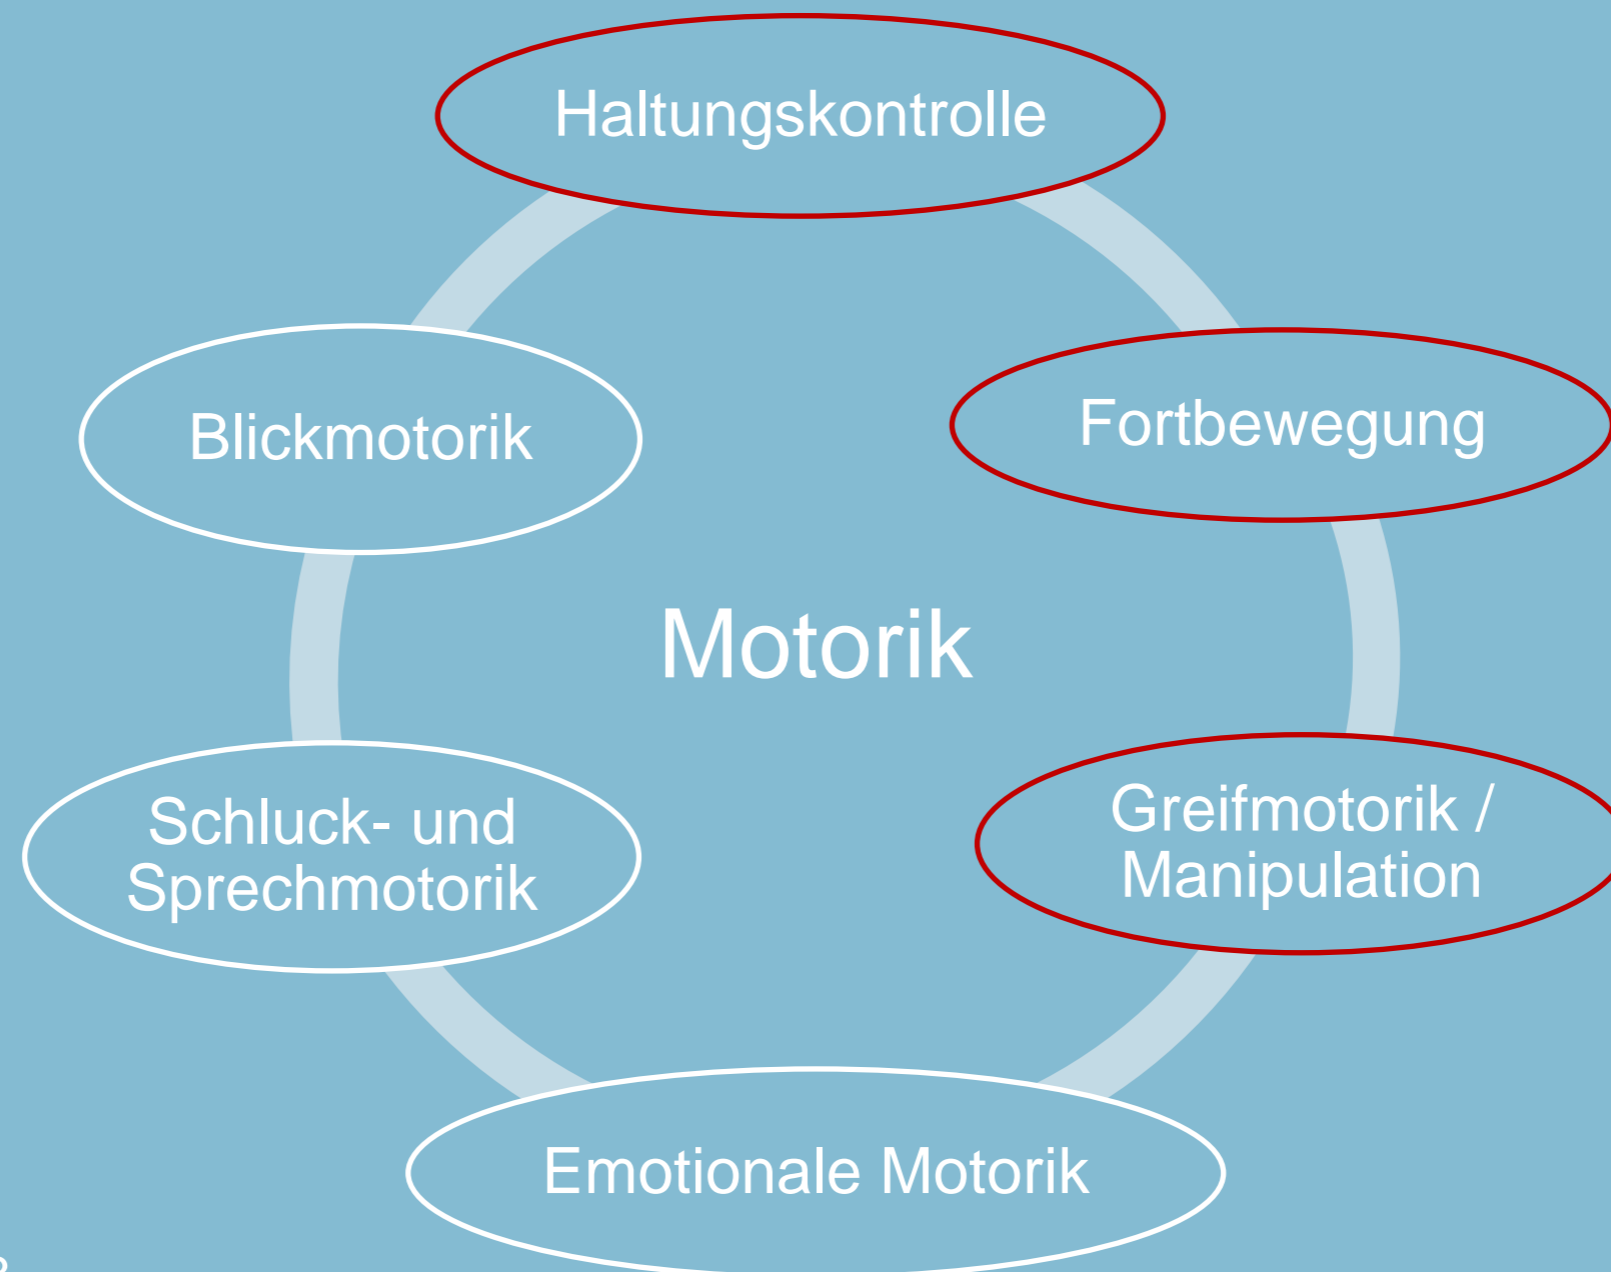 Haltungskontrolle
Fortbewegung
Blickmotorik
Motorik
Greifmotorik /
Manipulation
Schluck- und
Sprechmotorik
Emotionale Motorik